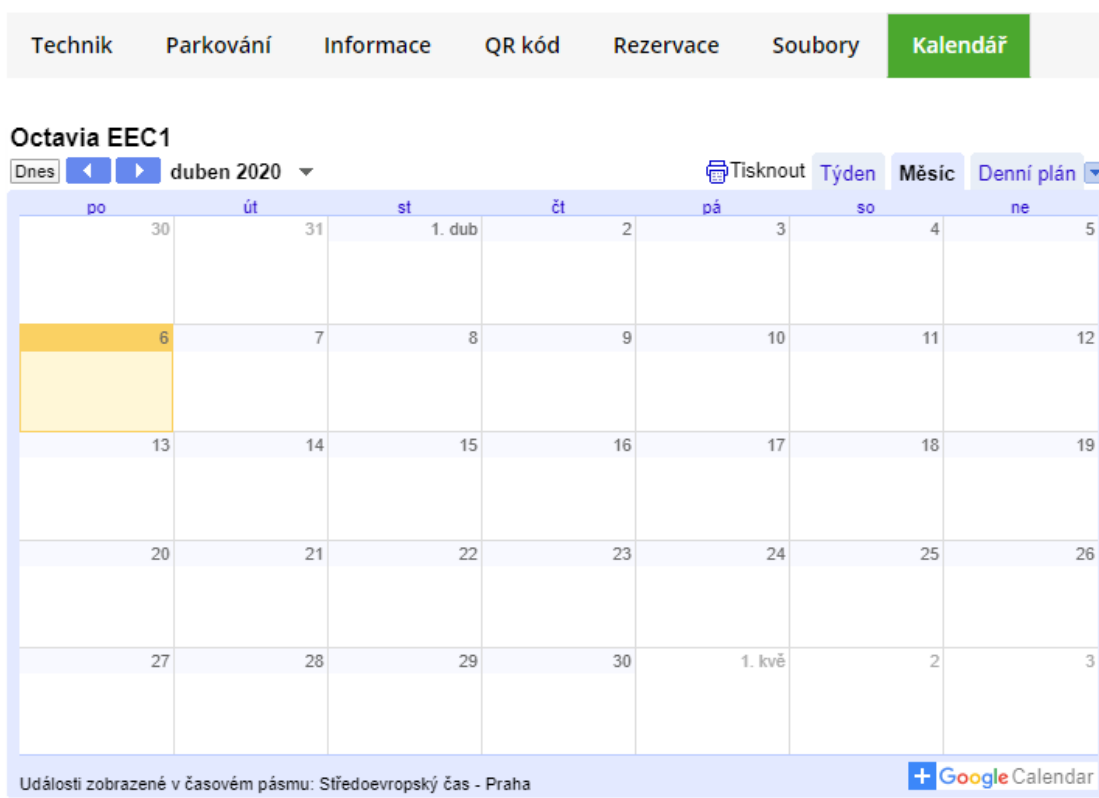 Technik Parkování Informace QR kód Rezervace Soubory Kalendář
Octavia EEC1
Dnes duben 2020 Tisknout Týden Měsíc Denní plán
po út st čt pá so ne
30 31 1. dub 2 3 4 5
6 7 8 9 10 11 12
13 14 15 16 17 18 19
20 21 22 23 24 25 26
27 28 29 30 1. kvě 2 3
Události zobrazené v časovém pásmu: Středoevropský čas - Praha
+ Google Calendar